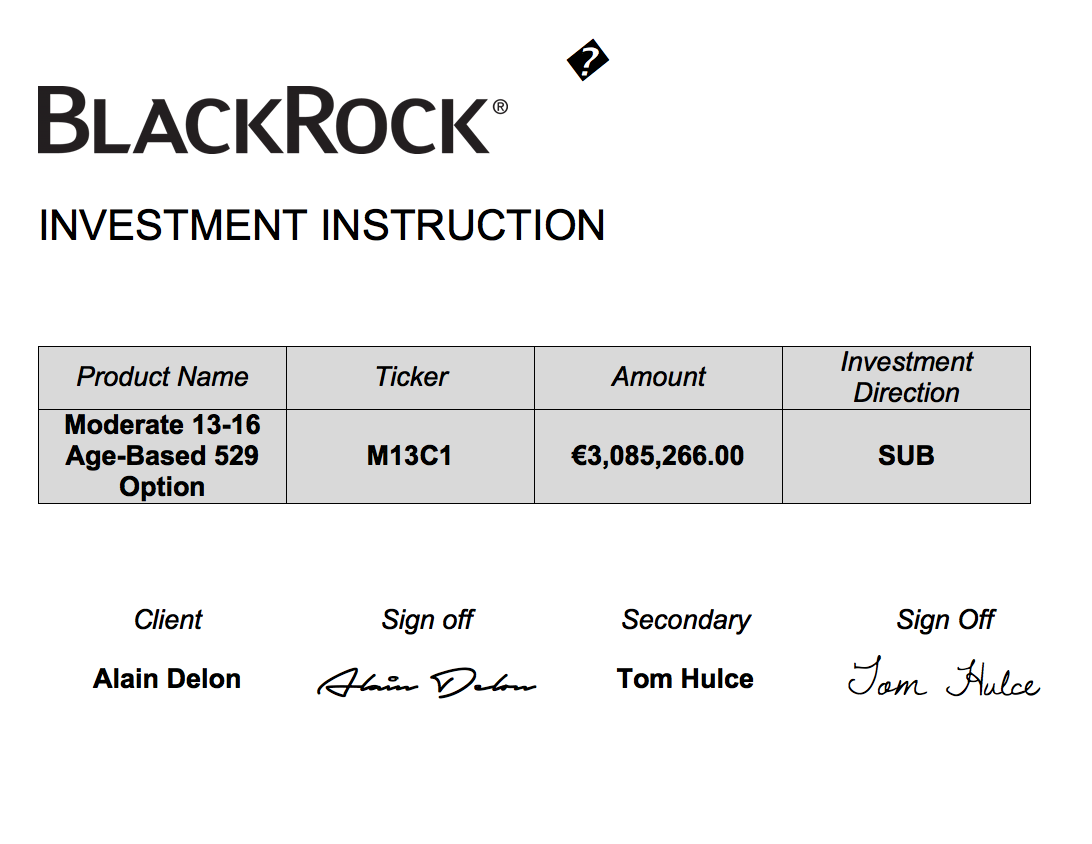 �
BLACKROCK®
INVESTMENT INSTRUCTION
Product Name
Ticker
Amount
Investment
Direction
Moderate 13-16
Age-Based 529
Option
M13C1
€3,085,266.00
SUB
Client
Sign off
Secondary
Sign Off
Alain Delon
Alain Delon
Tom Hulce
Tom Hulce